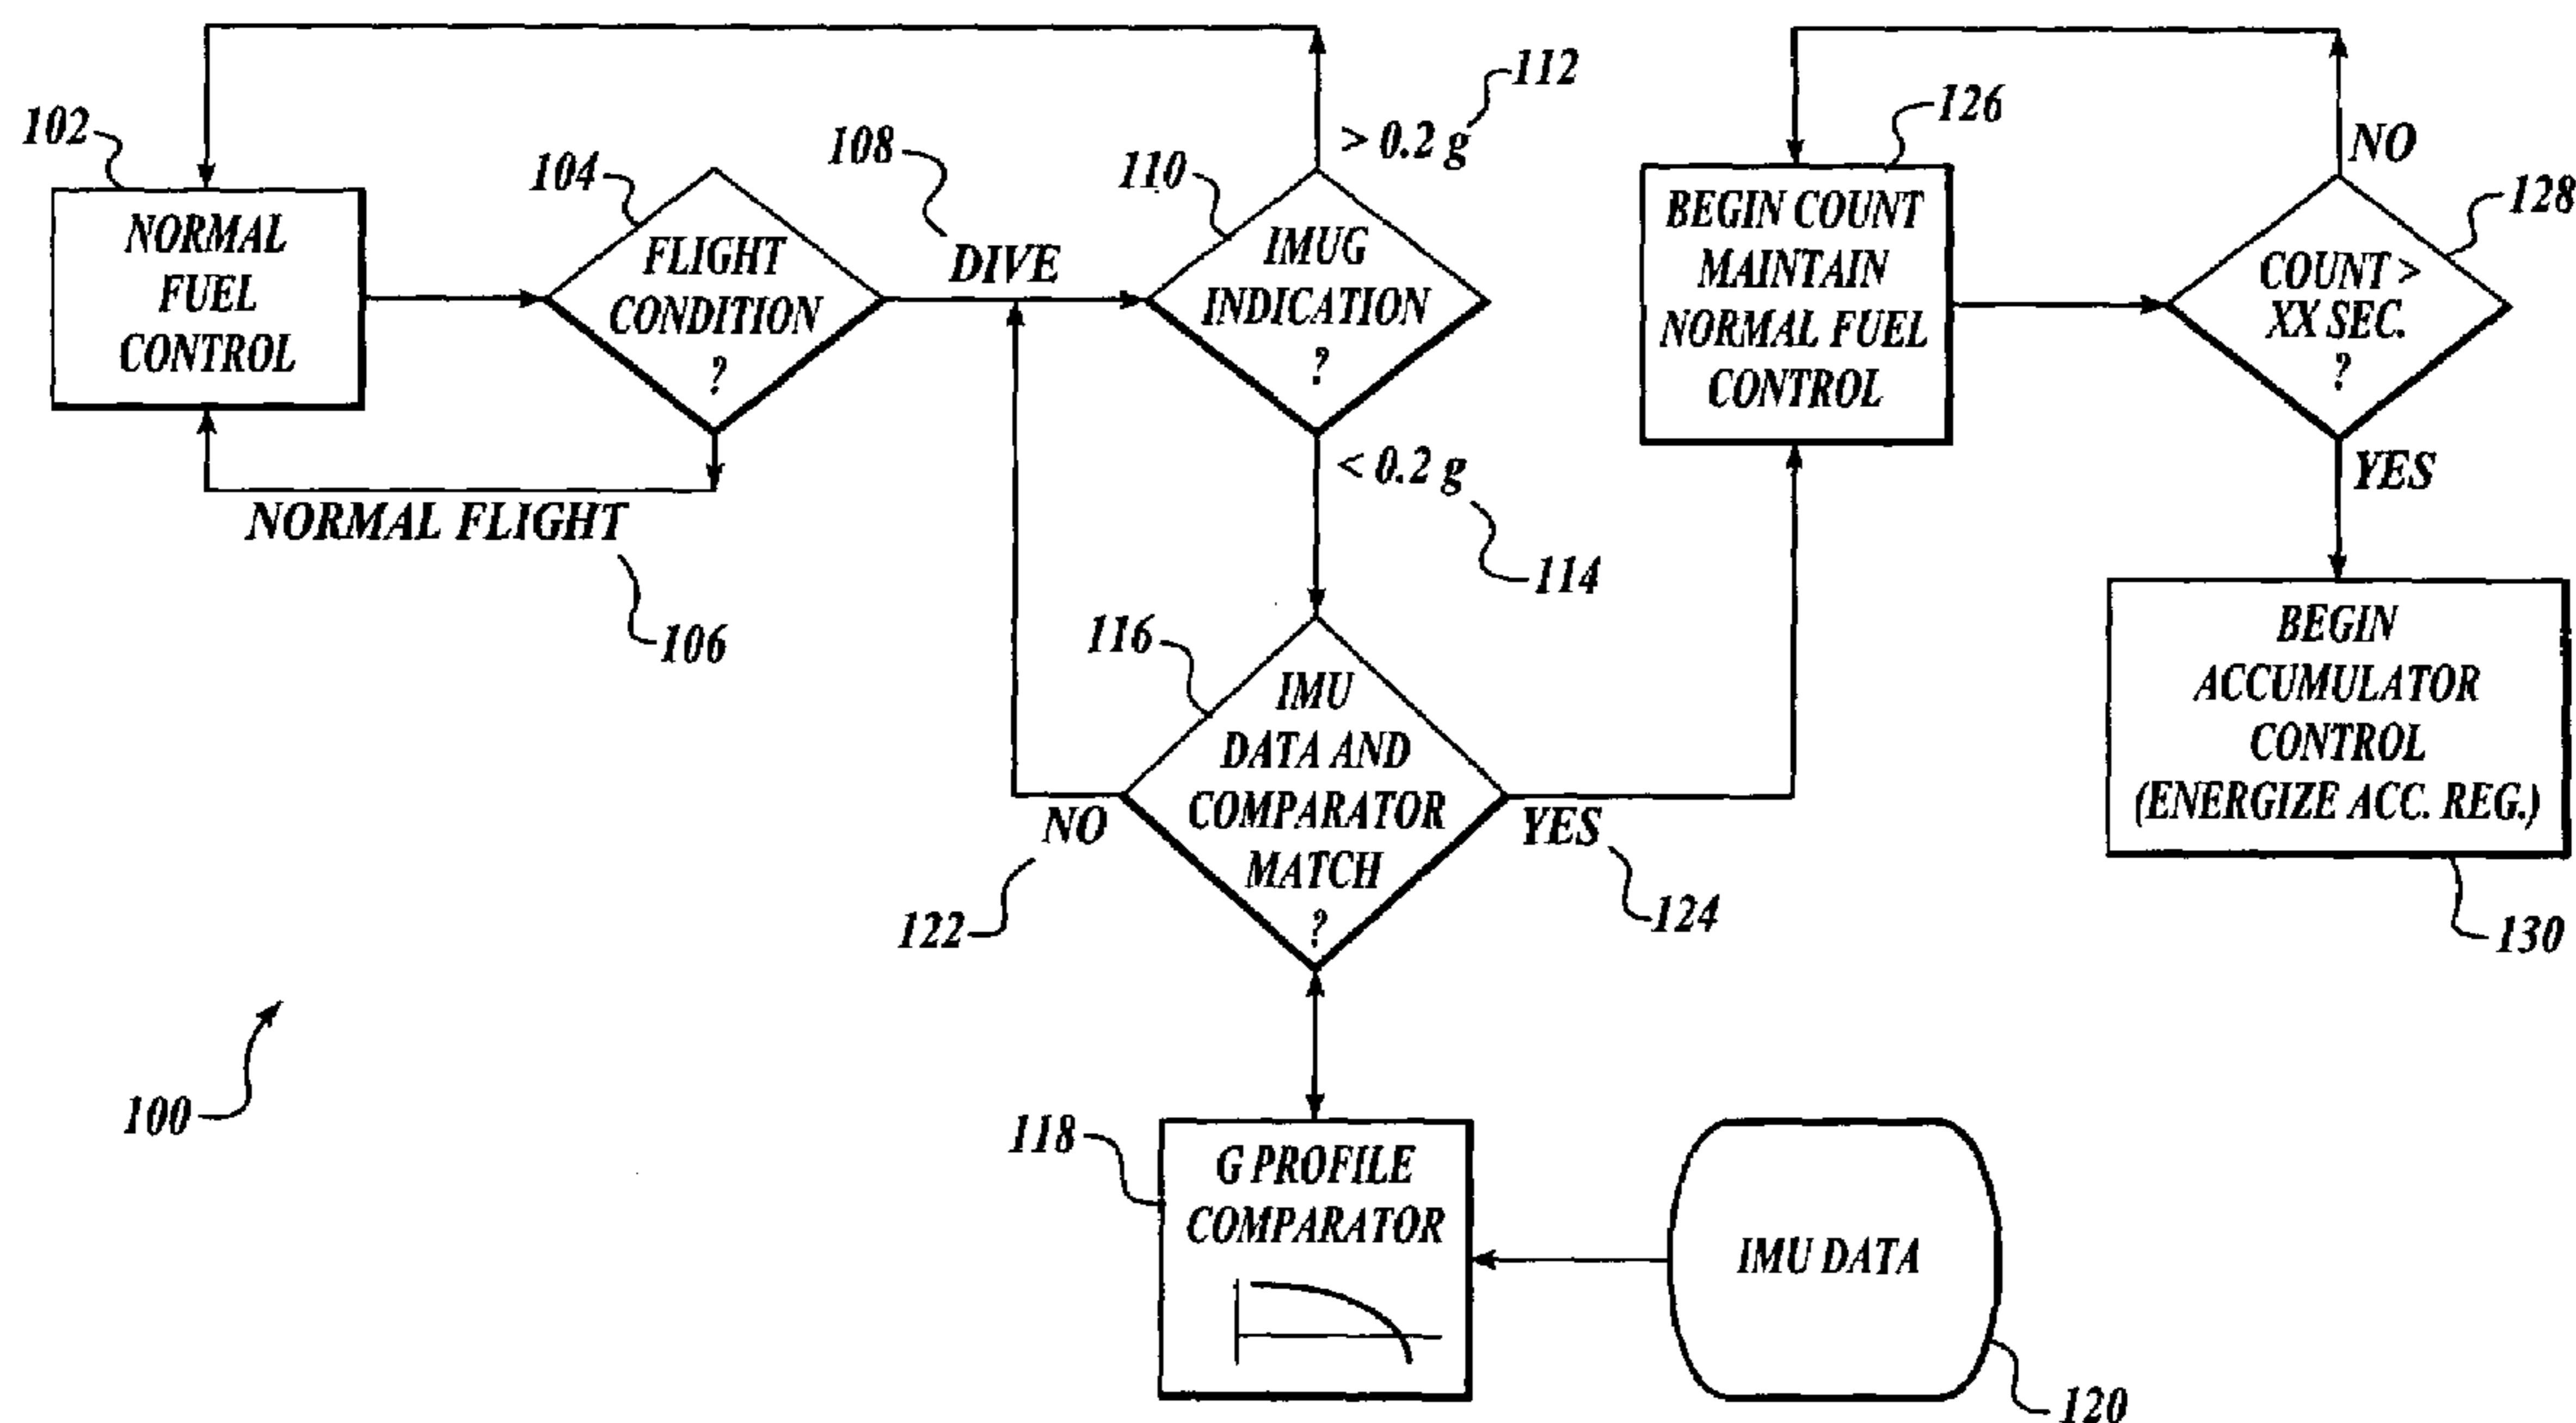 102
NORMAL
FUEL
CONTROL
104
FLIGHT
CONDITION
?
NORMAL FLIGHT
106
108
DIVE
110
IMUG
INDICATION
?
> 0.2 g
112
< 0.2 g
114
116
IMU
DATA AND
COMPARATOR
MATCH
?
NO
122
YES
124
118
G PROFILE
COMPARATOR
IMU DATA
120
126
BEGIN COUNT
MAINTAIN
NORMAL FUEL
CONTROL
128
COUNT >
XX SEC.
?
NO
YES
BEGIN
ACCUMULATOR
CONTROL
(ENERGIZE ACC. REG.)
130
100